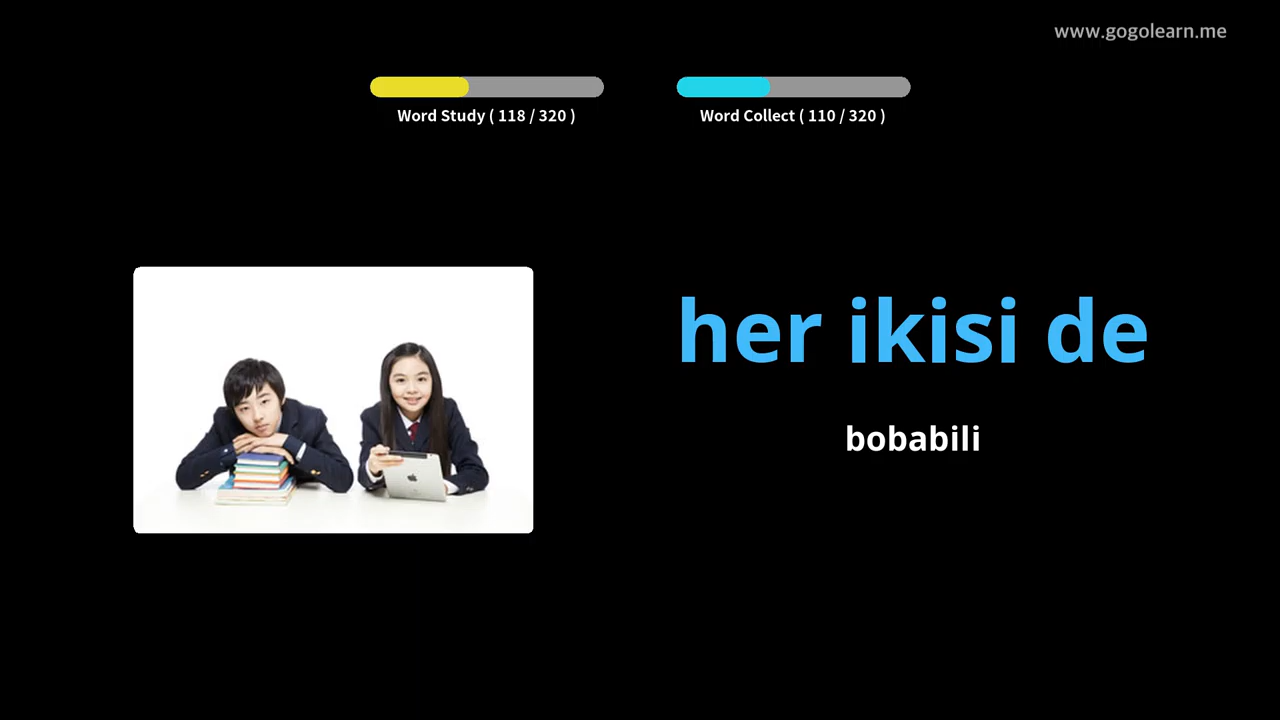 www.gogolearn.me
Word Study ( 118 / 320 )
Word Collect ( 110 / 320 )
her ikisi de
bobabili